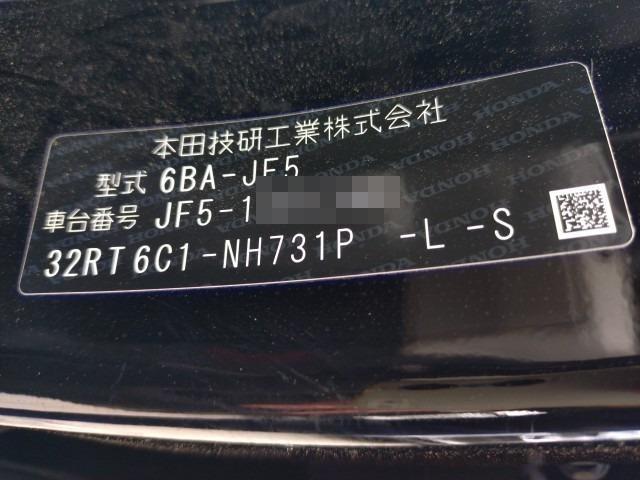 本田技研工業株式会社
型式 6BA-JF5
車台番号 JF5-1
32RT6C1-NH731P -L -S